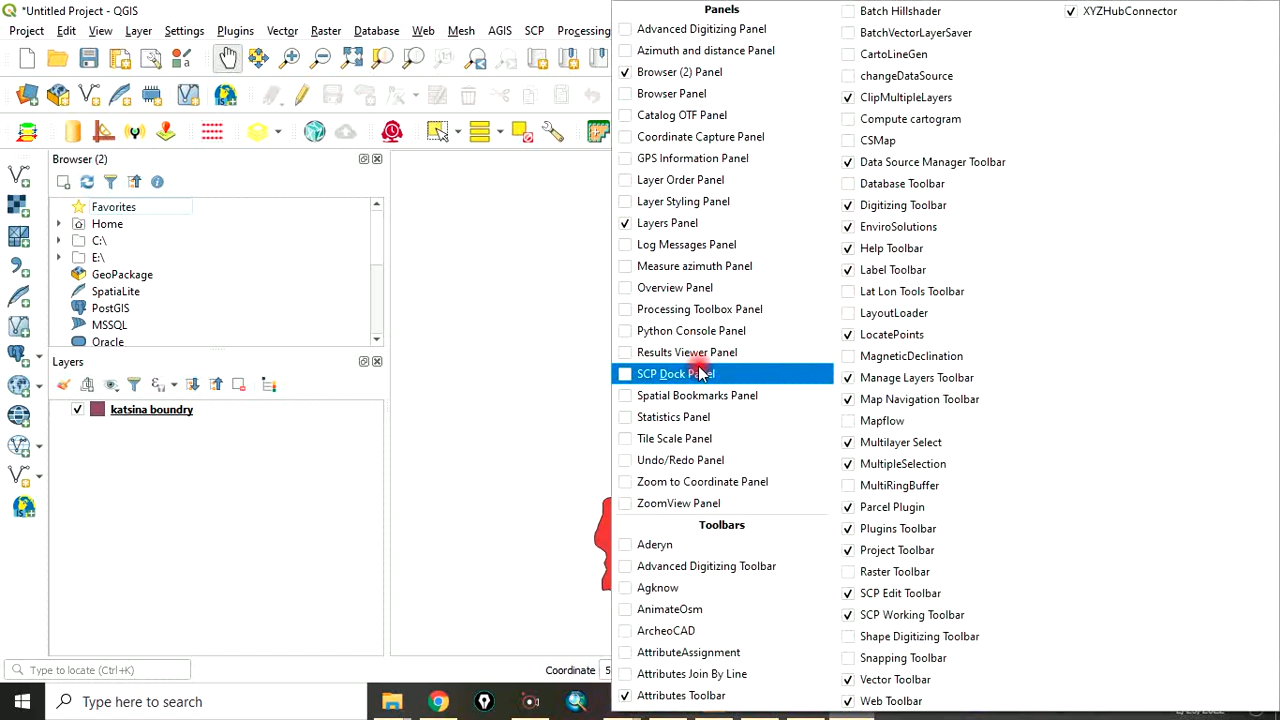 *Untitled Project - QGIS
Project Edit View Settings Plugins Database Web Mesh AGIS SCP Processing
Browser (2)
Favorites
Home
C:\
E:\
GeoPackage
SpatiaLite
PostGIS
MSSQL
Oracle
Layers
katsina boundry
Type to locate (Ctrl+K)
Coordinate
Type here to search
Panels
Advanced Digitizing Panel
Azimuth and distance Panel
Browser (2) Panel
Browser Panel
Catalog OTF Panel
Coordinate Capture Panel
GPS Information Panel
Layer Order Panel
Layer Styling Panel
Layers Panel
Log Messages Panel
Measure azimuth Panel
Overview Panel
Processing Toolbox Panel
Python Console Panel
Results Viewer Panel
SCP Dock Panel
Spatial Bookmarks Panel
Statistics Panel
Tile Scale Panel
Undo/Redo Panel
Zoom to Coordinate Panel
ZoomView Panel
Toolbars
Aderyn
Advanced Digitizing Toolbar
Agknow
AnimateOsm
ArcheoCAD
AttributeAssignment
Attributes Join By Line
Attributes Toolbar
Batch Hillshader
BatchVectorLayerSaver
CartoLineGen
changeDataSource
ClipMultipleLayers
Compute cartogram
CSMap
Data Source Manager Toolbar
Database Toolbar
Digitizing Toolbar
EnviroSolutions
Help Toolbar
Label Toolbar
Lat Lon Tools Toolbar
LayoutLoader
LocatePoints
MagneticDeclination
Manage Layers Toolbar
Map Navigation Toolbar
Mapflow
Multilayer Select
MultipleSelection
MultiRingBuffer
Parcel Plugin
Plugins Toolbar
Project Toolbar
Raster Toolbar
SCP Edit Toolbar
SCP Working Toolbar
Shape Digitizing Toolbar
Snapping Toolbar
Vector Toolbar
Web Toolbar
XYZHubConnector